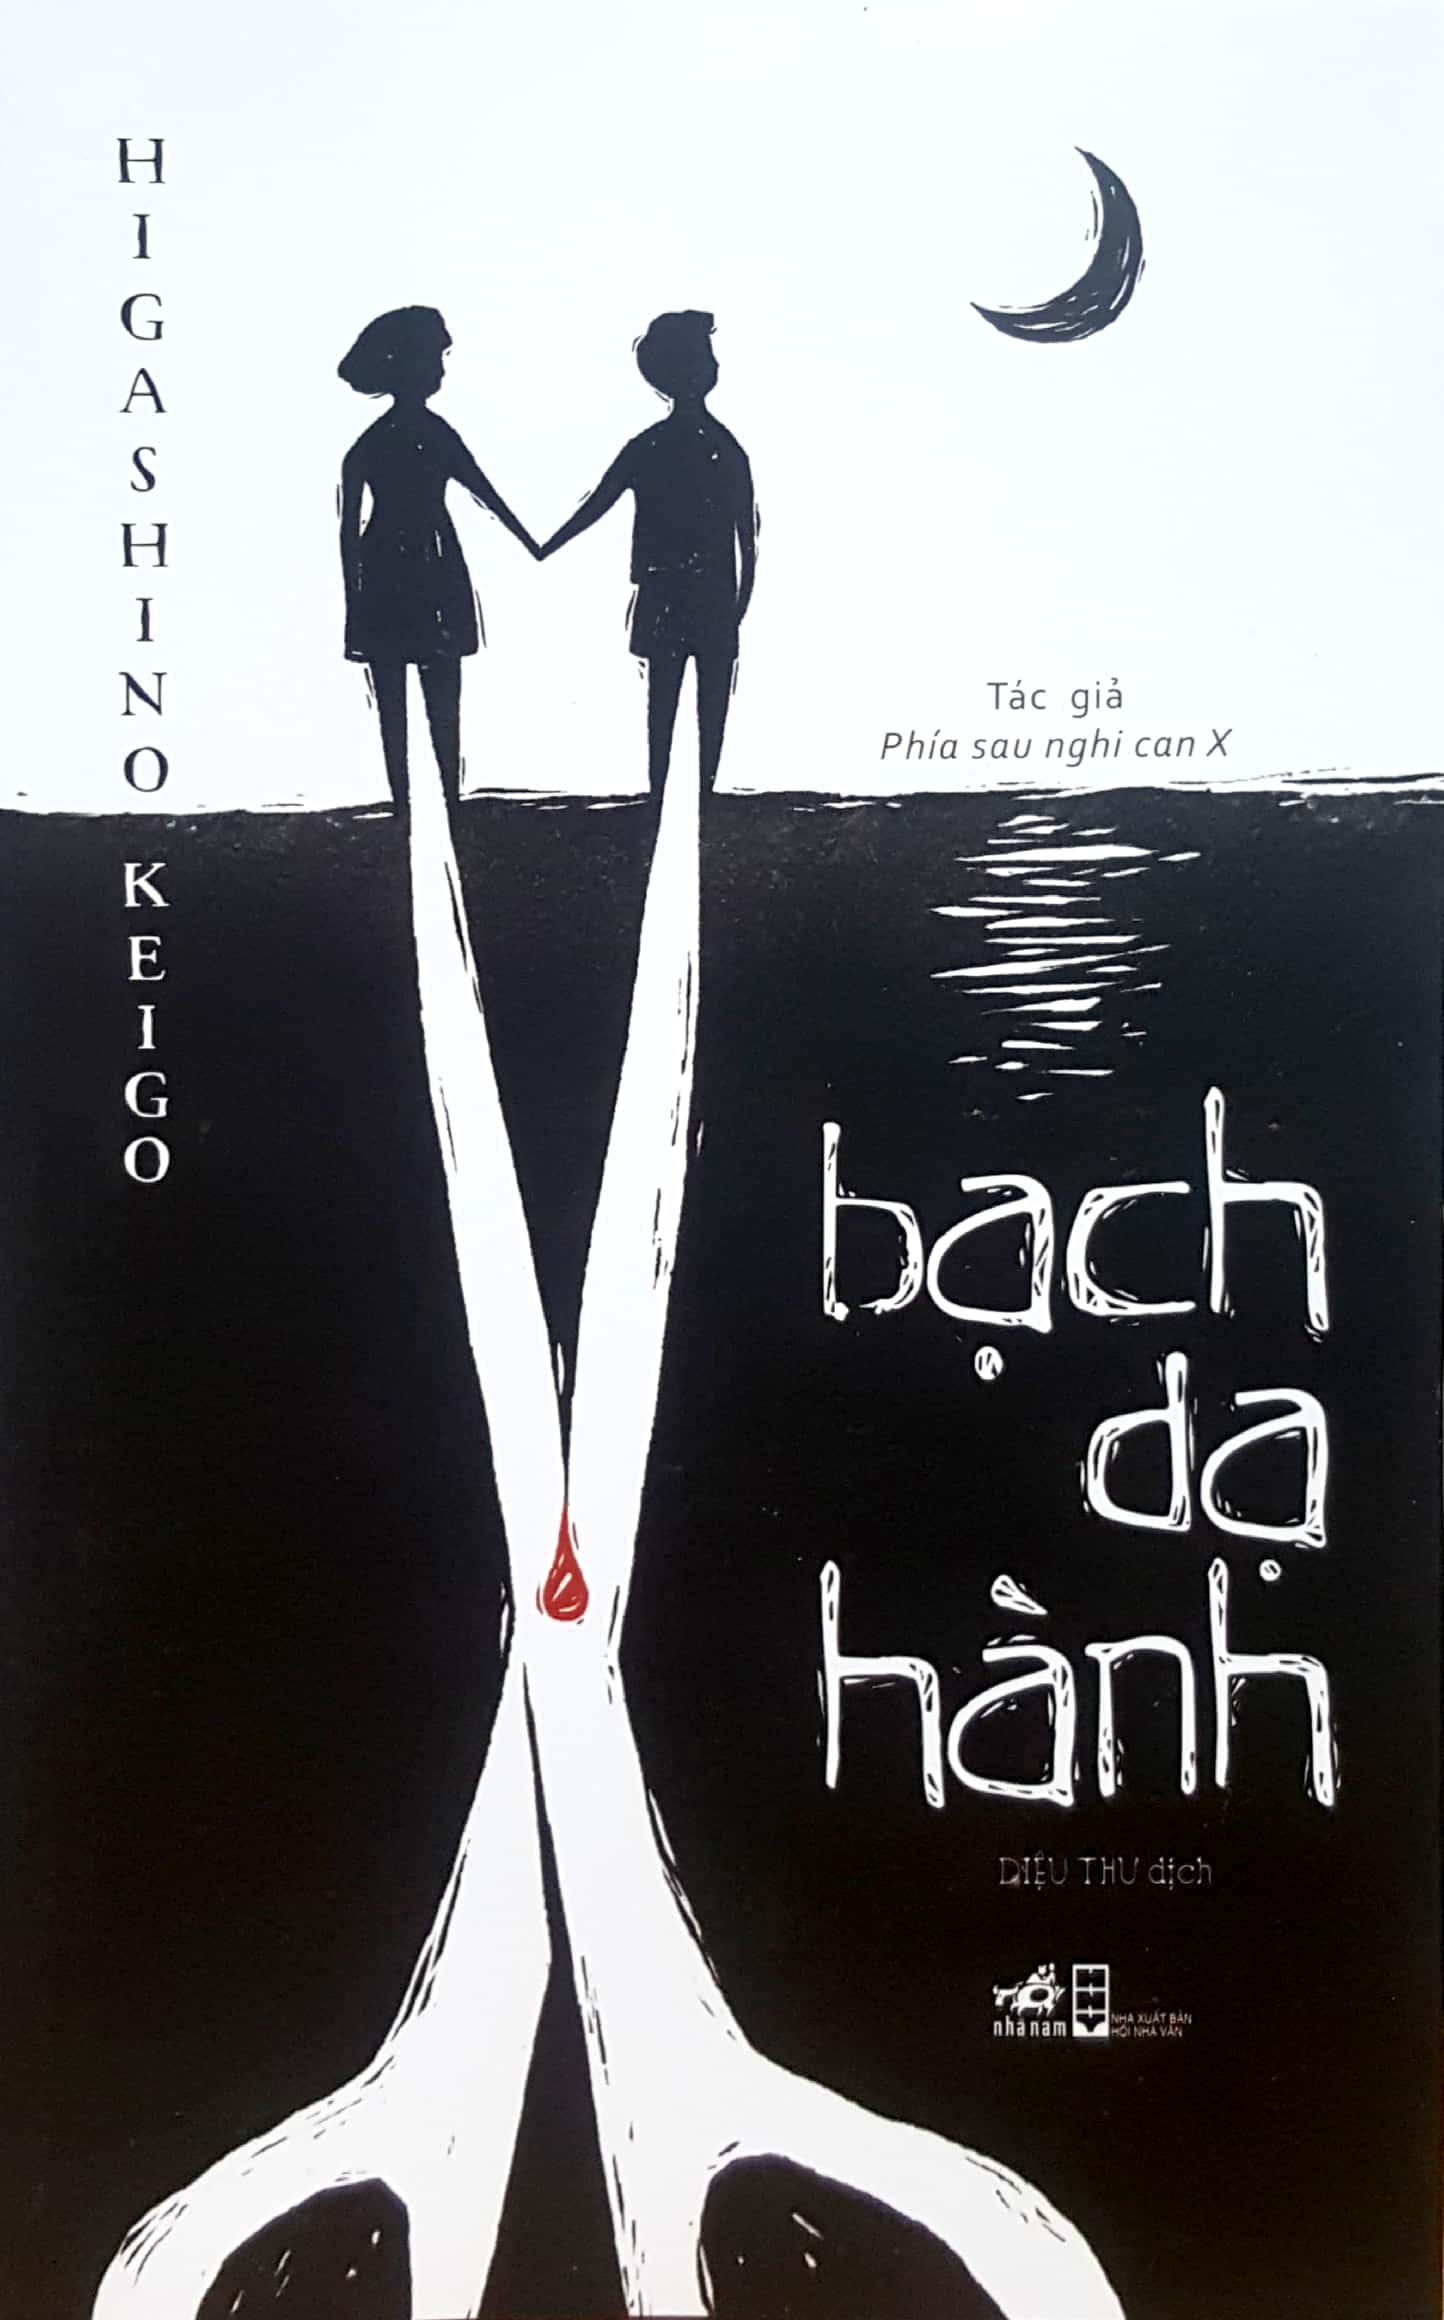 HIGASHINO KEIGO
Tác giả
Phía sau nghi can X
bạch
dạ
hành
DIỆU THƯ dịch
nhã nam
NHÀ XUẤT BẢN
HỘI NHÀ VĂN